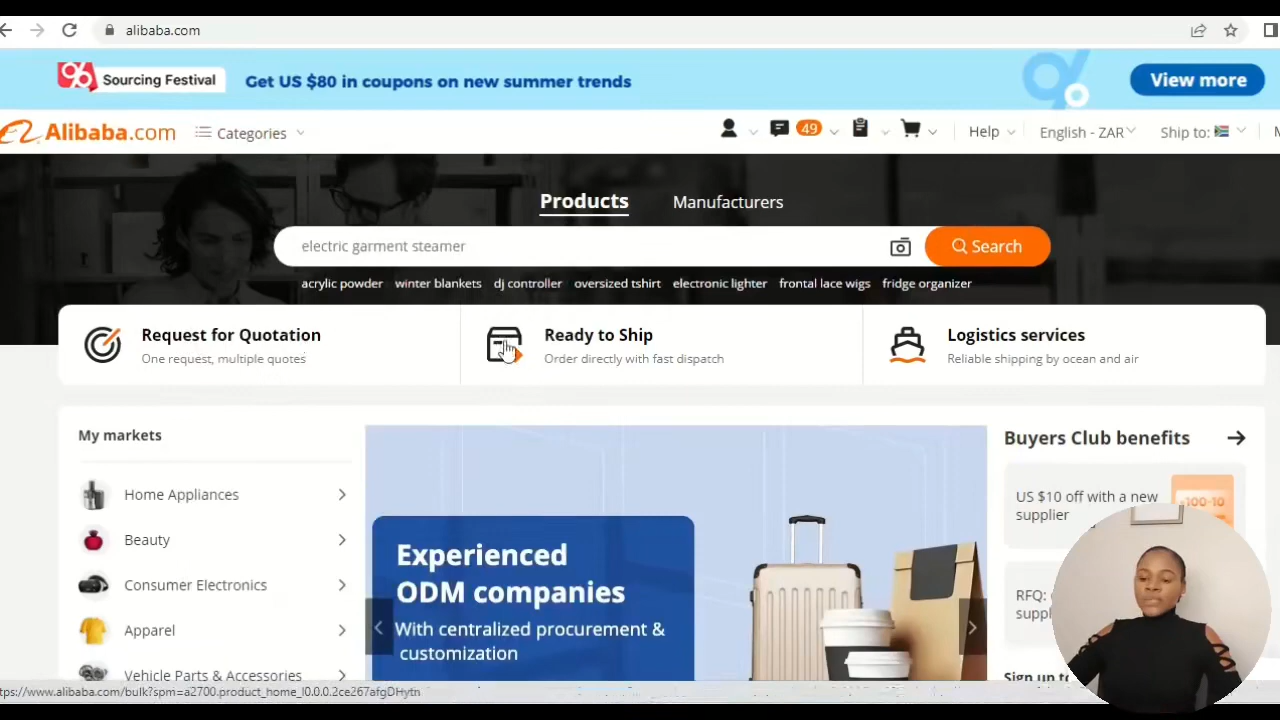 alibaba.com
96 Sourcing Festival
Get US $80 in coupons on new summer trends
View more
Alibaba.com
Categories
49
Help
English - ZAR
Ship to:
Products
Manufacturers
electric garment steamer
Search
acrylic powder winter blankets dj controller oversized tshirt electronic lighter frontal lace wigs fridge organizer
Request for Quotation
One request, multiple quotes
Ready to Ship
Order directly with fast dispatch
Logistics services
Reliable shipping by ocean and air
My markets
Home Appliances
Beauty
Consumer Electronics
Apparel
Vehicle Parts & Accessories
Experienced
ODM companies
With centralized procurement &
customization
Buyers Club benefits
US $10 off with a new
supplier
-100-10
RFQ:
suppl
Sign up to
ttps://www.alibaba.com/bulk?spm=a2700.product_home_l0.0.0.2ce267afgDHytn